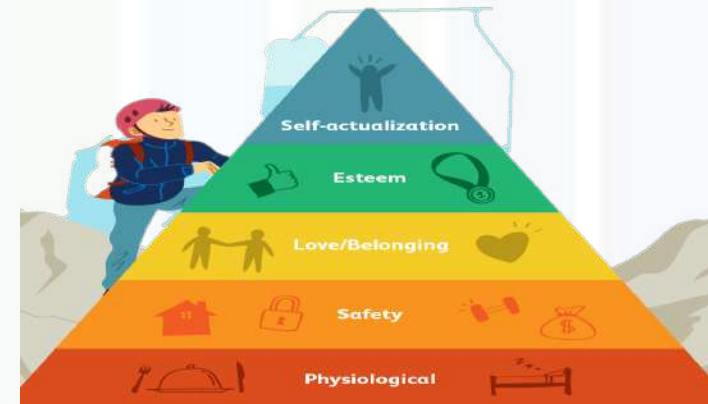 Self-actualization
Esteem
Love/Belonging
Safety
$
Physiological